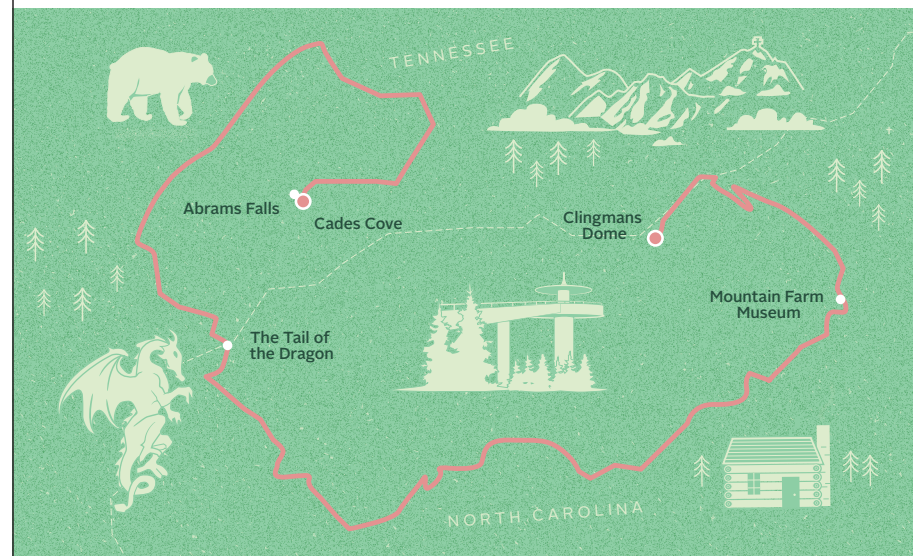 TENNESSEE
Abrams Falls
Cades Cove
Clingmans
Dome
Mountain Farm
Museum
The Tail of
the Dragon
NORTH CAROLINA